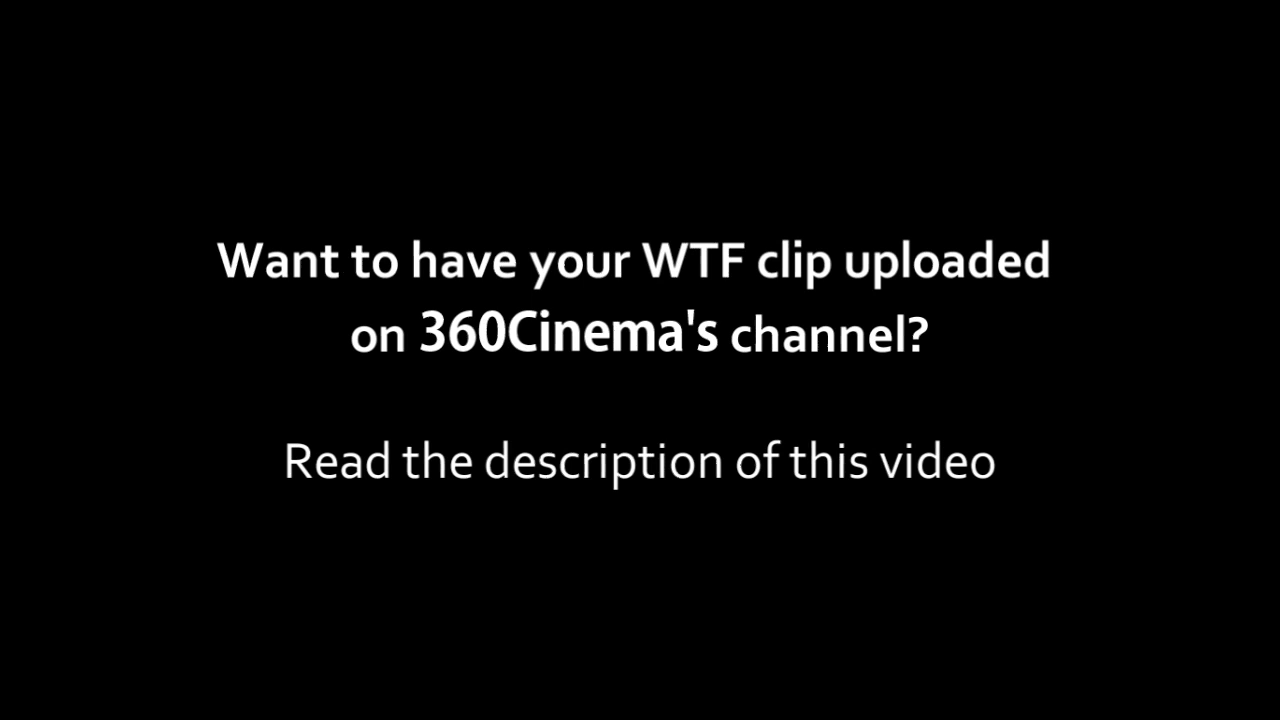 Want to have your WTF clip uploaded
on 360Cinema's channel?
Read the description of this video